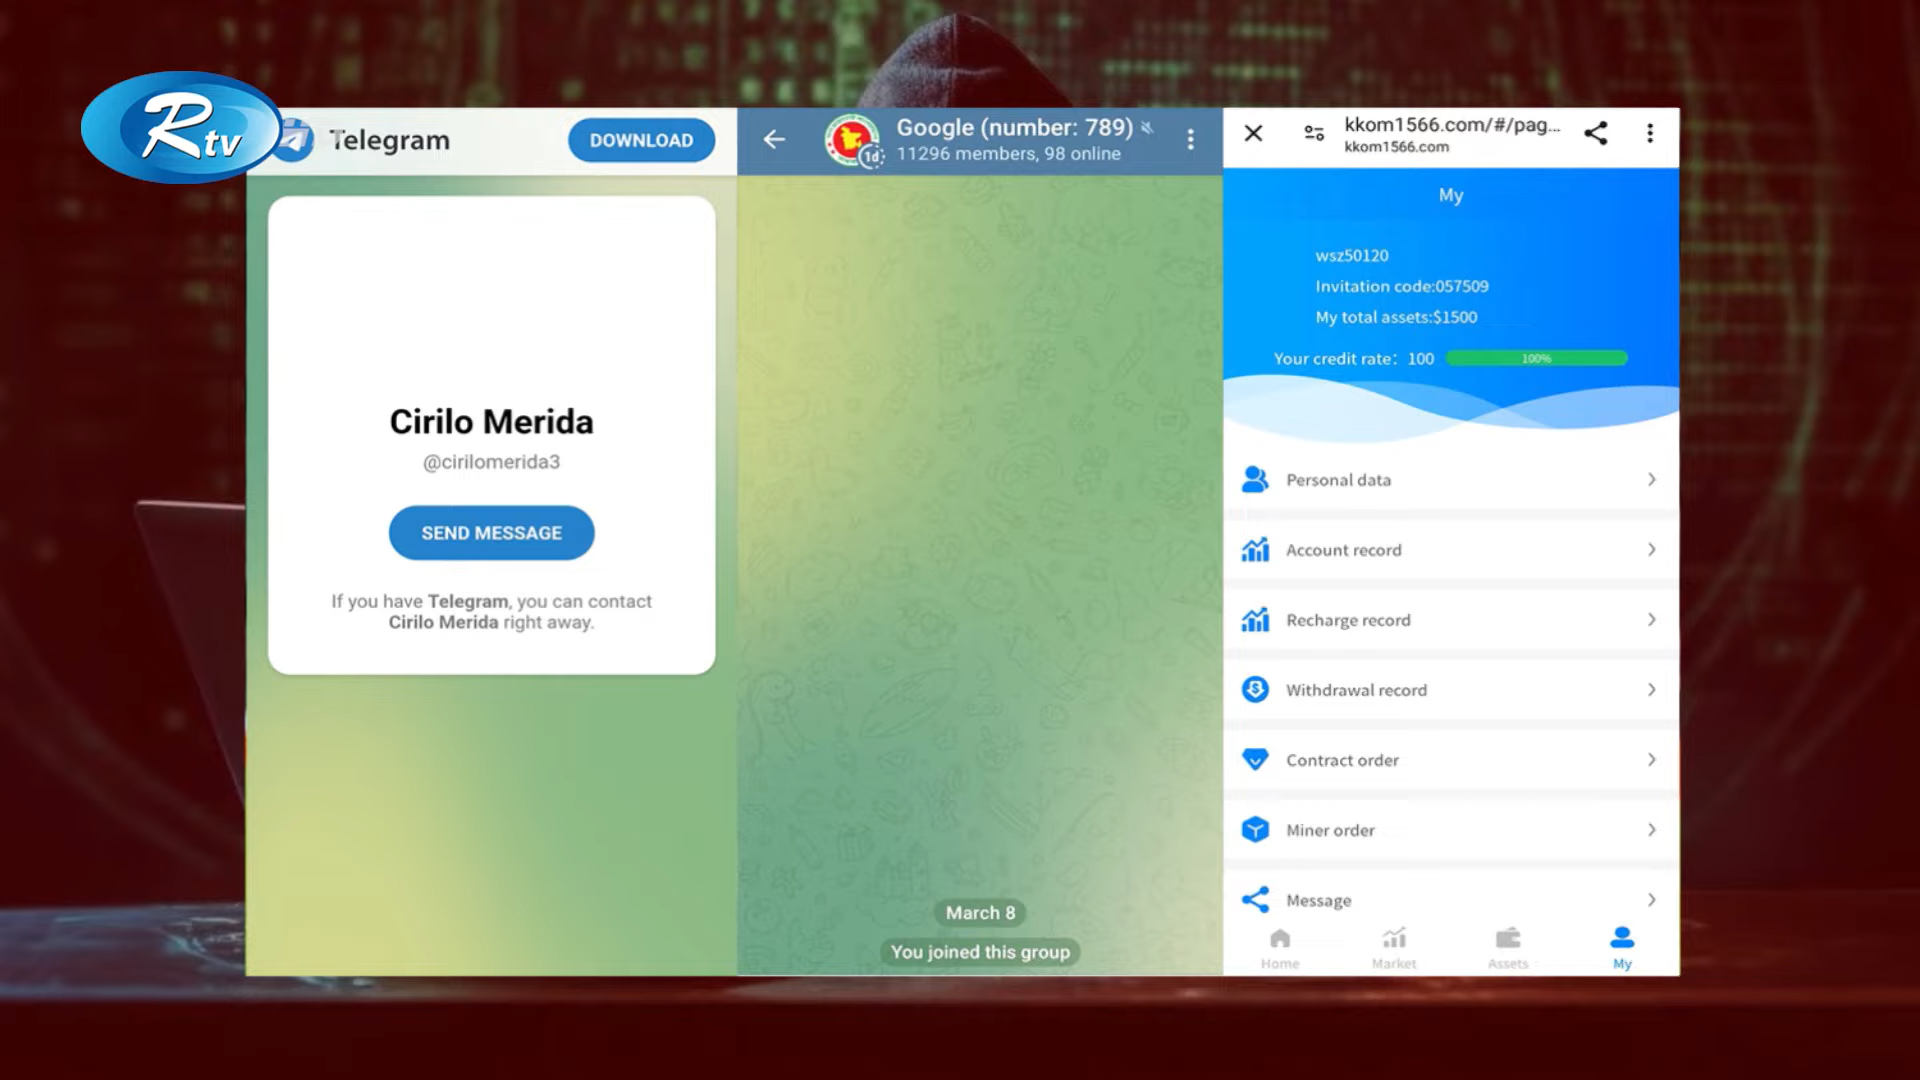 Rtv
Telegram
DOWNLOAD
Cirilo Merida
@cirilomerida3
SEND MESSAGE
If you have Telegram, you can contact
Cirilo Merida right away.
Google (number: 789)
11296 members, 98 online
1d
March 8
You joined this group
kkom1566.com/#/pag...
kkom1566.com
My
wsz50120
Invitation code:057509
My total assets:$1500
Your credit rate: 100
100%
Personal data
Account record
Recharge record
Withdrawal record
Contract order
Miner order
Message
Home
Market
Assets
My